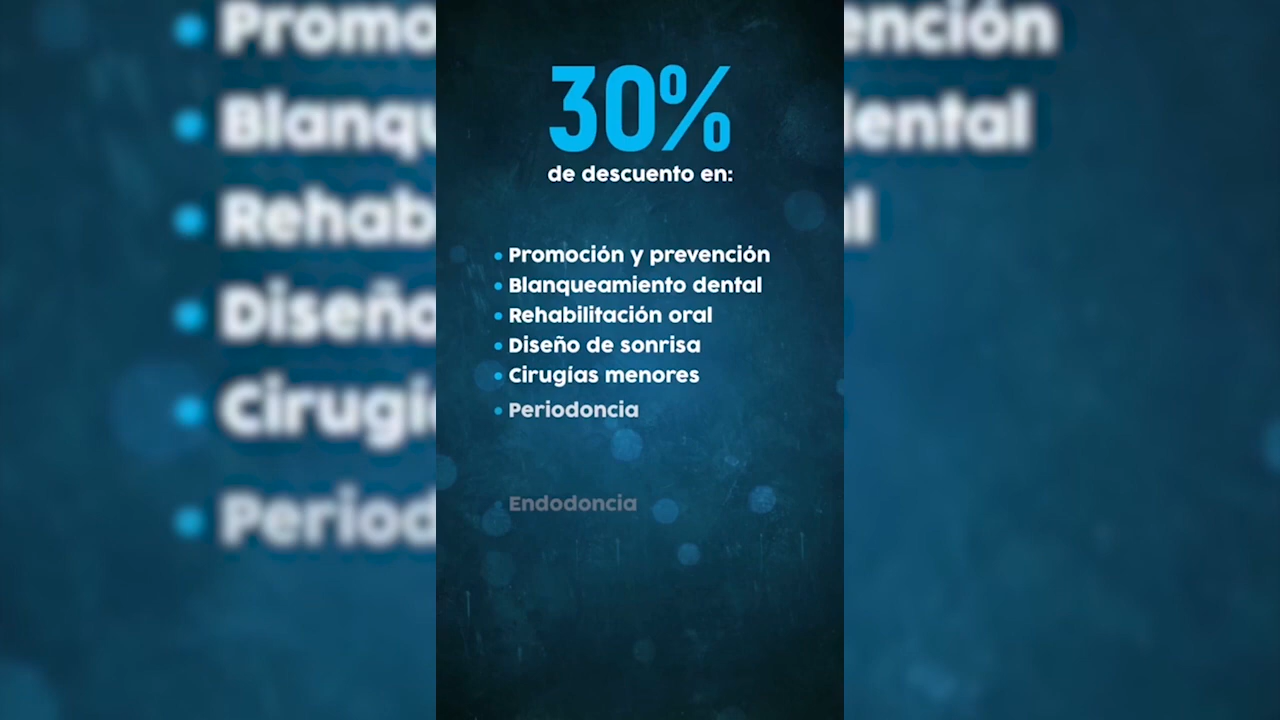 30%
de descuento en:
• Promoción y prevención
• Blanqueamiento dental
• Rehabilitación oral
• Diseño de sonrisa
• Cirugías menores
• Periodoncia
• Endodoncia